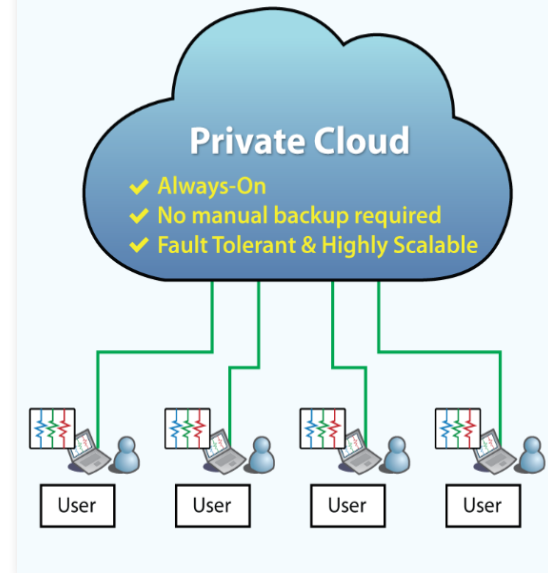 Private Cloud
✓ Always-On
✓ No manual backup required
✓ Fault Tolerant & Highly Scalable
User
User
User
User